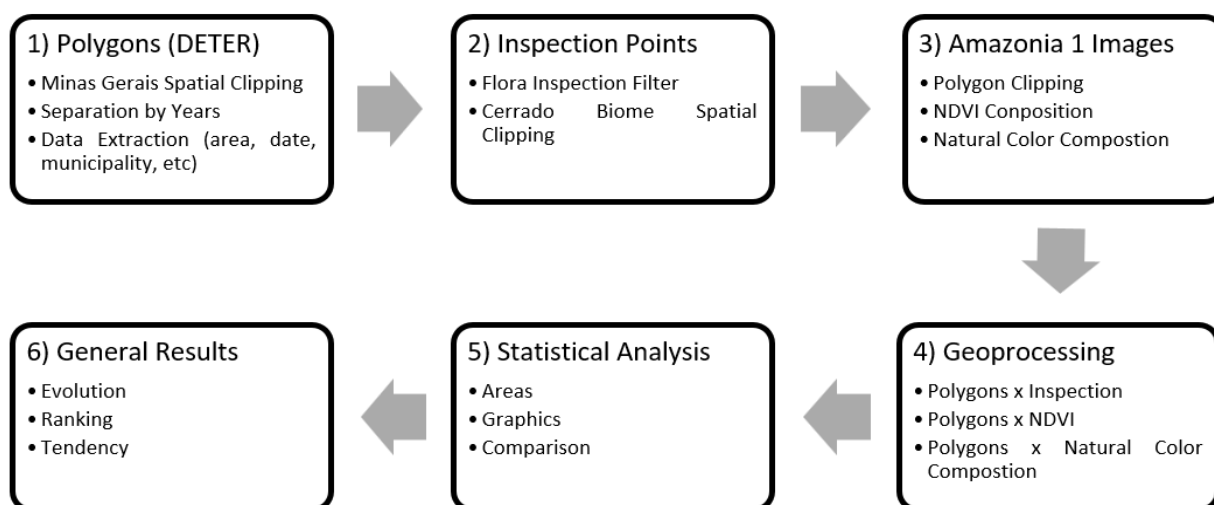 1) Polygons (DETER)
• Minas Gerais Spatial Clipping
• Separation by Years
• Data Extraction (area, date,
municipality, etc)
2) Inspection Points
• Flora Inspection Filter
• Cerrado Biome Spatial
Clipping
3) Amazonia 1 Images
• Polygon Clipping
• NDVI Conposition
• Natural Color Compostion
4) Geoprocessing
• Polygons x Inspection
• Polygons x NDVI
• Polygons x Natural Color
Compostion
5) Statistical Analysis
• Areas
• Graphics
• Comparison
6) General Results
• Evolution
• Ranking
• Tendency